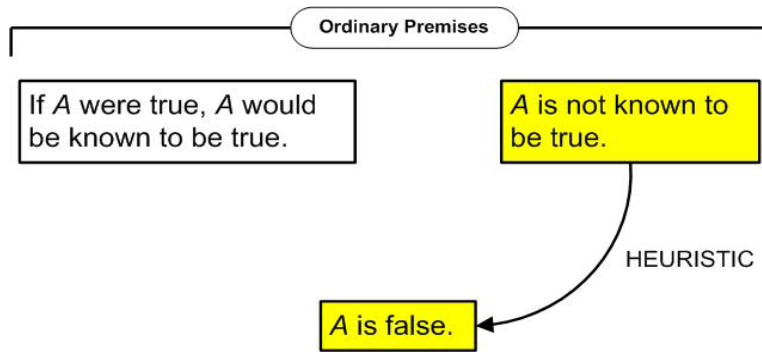 Ordinary Premises
If A were true, A would
be known to be true.
A is not known to
be true.
HEURISTIC
A is false.